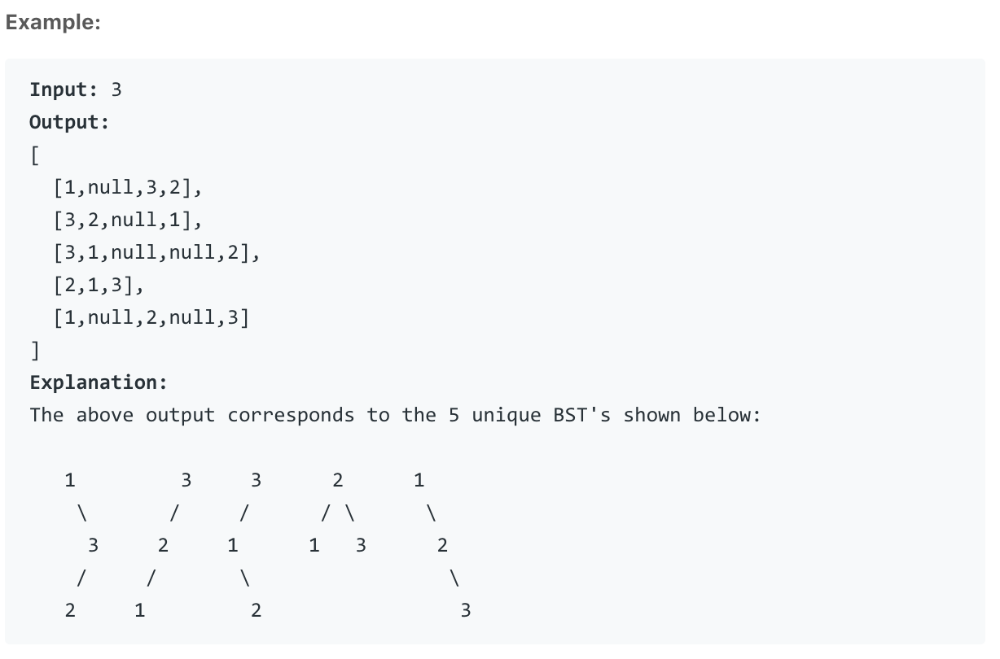 Example:
Input: 3
Output:
[
  [1,null,3,2],
  [3,2,null,1],
  [3,1,null,null,2],
  [2,1,3],
  [1,null,2,null,3]
]
Explanation:
The above output corresponds to the 5 unique BST's shown below:
   1         3     3      2      1
    \       /     /      / \      \
     3     2     1      1   3      2
    /     /       \                 \
   2     1         2                 3